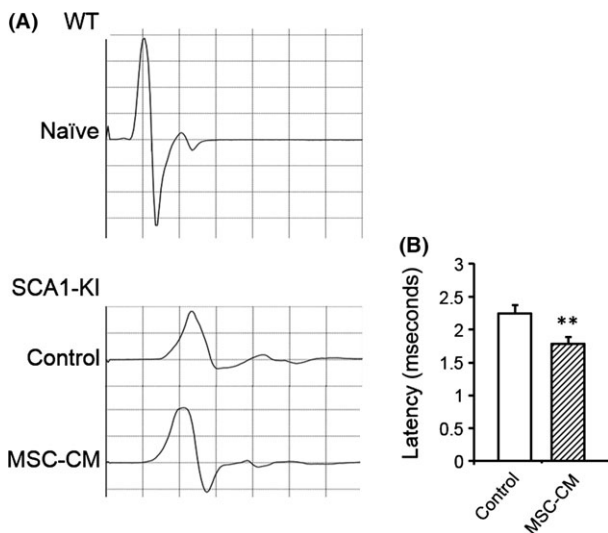 (A) WT
Naïve
SCA1-KI
Control
MSC-CM
(B)
Latency (mseconds)
3
2.5
2
1.5
1
0.5
0
**
Control
MSC-CM